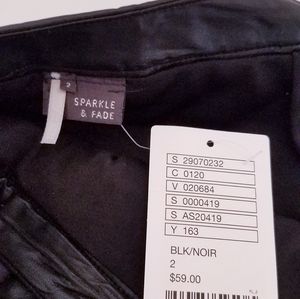 2
SPARKLE
& FADE
S 29070232
C 0120
V 020684
S 0000419
S AS20419
Y 163
BLK/NOIR
2
$59.00